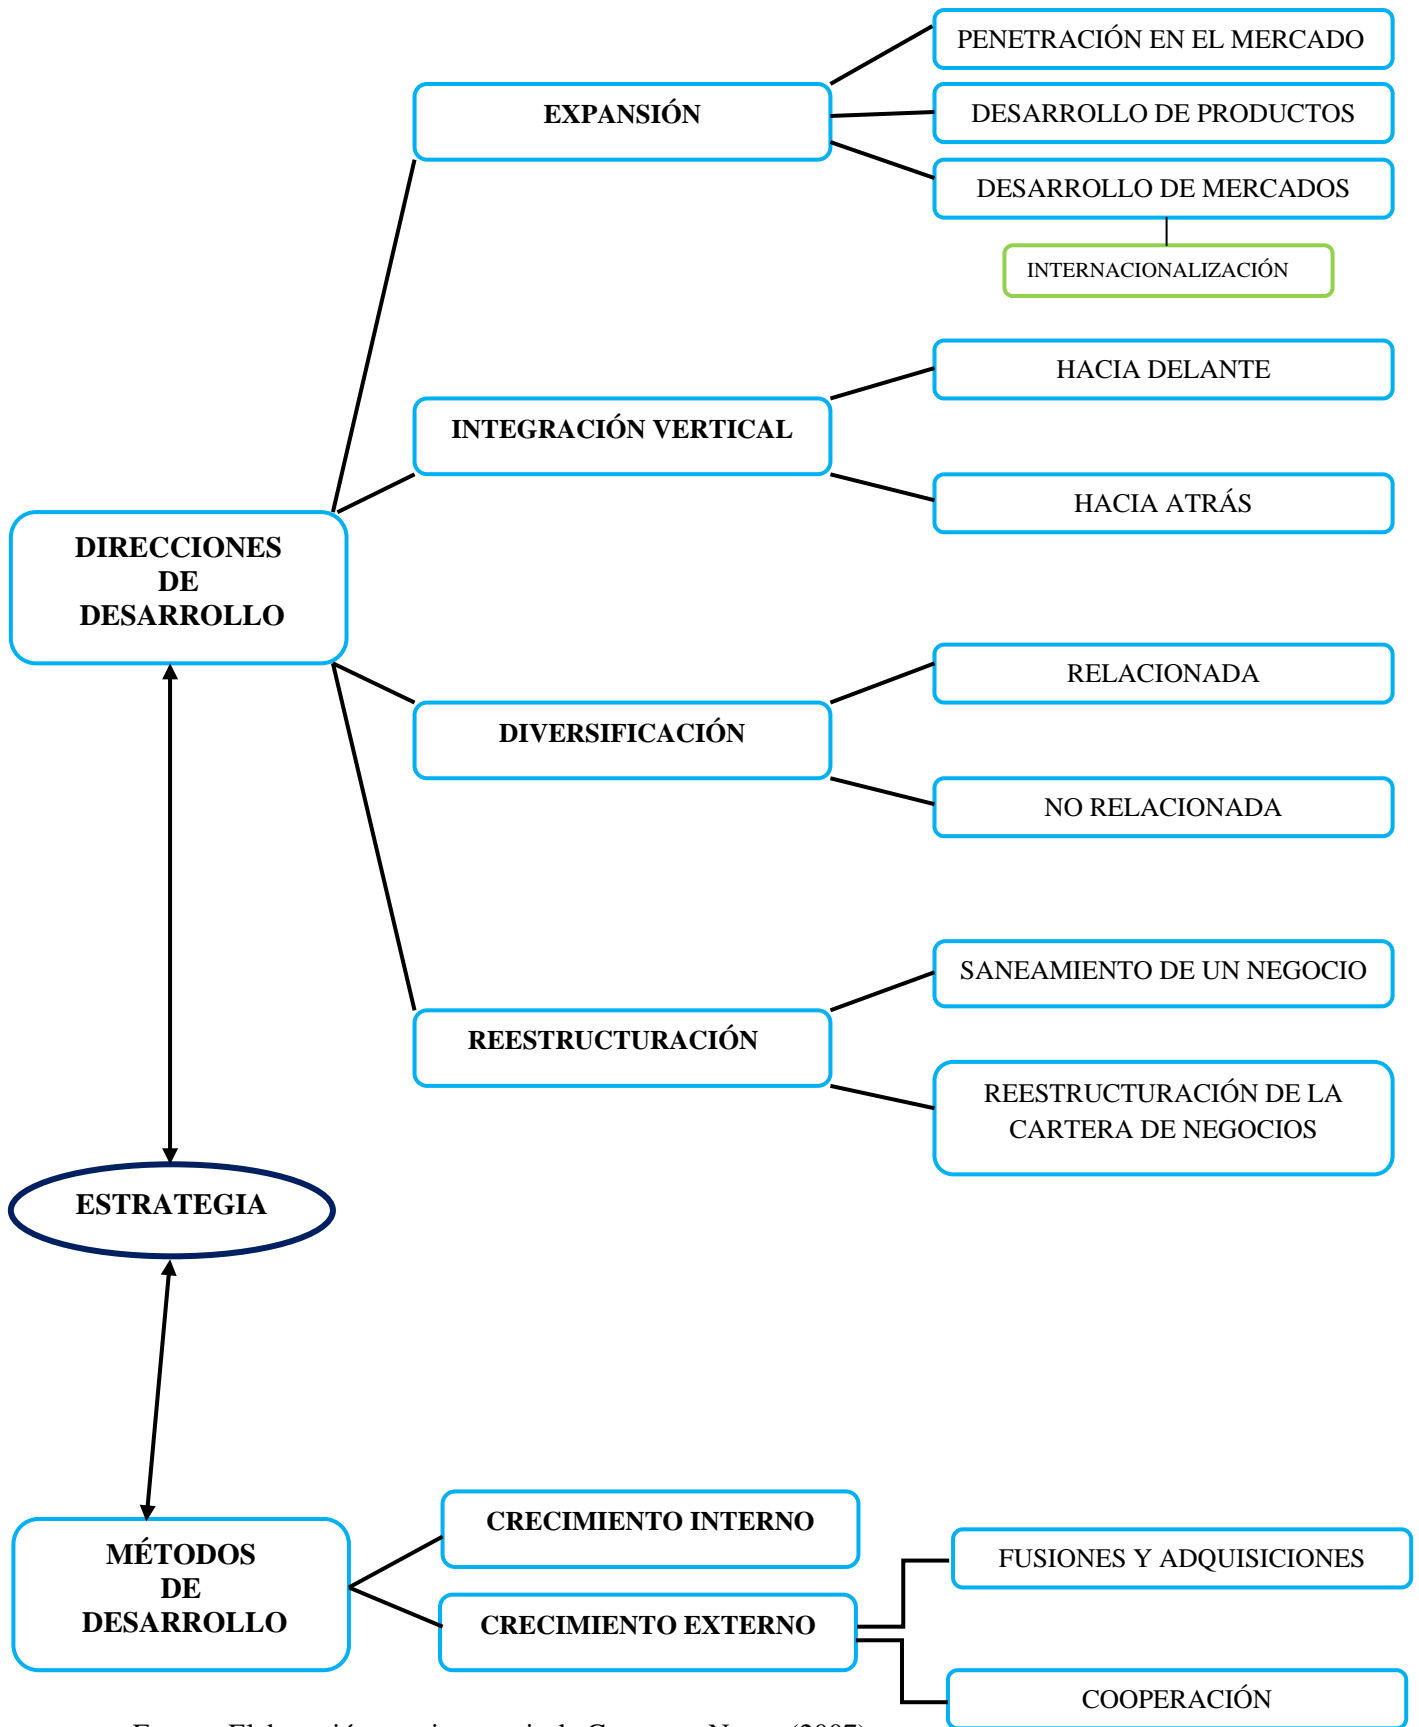 PENETRACIÓN EN EL MERCADO
EXPANSIÓN
DESARROLLO DE PRODUCTOS
DESARROLLO DE MERCADOS
INTERNACIONALIZACIÓN
HACIA DELANTE
INTEGRACIÓN VERTICAL
HACIA ATRÁS
DIRECCIONES
DE
DESARROLLO
RELACIONADA
DIVERSIFICACIÓN
NO RELACIONADA
SANEAMIENTO DE UN NEGOCIO
REESTRUCTURACIÓN
REESTRUCTURACIÓN DE LA
CARTERA DE NEGOCIOS
ESTRATEGIA
CRECIMIENTO INTERNO
MÉTODOS
DE
DESARROLLO
FUSIONES Y ADQUISICIONES
CRECIMIENTO EXTERNO
COOPERACIÓN